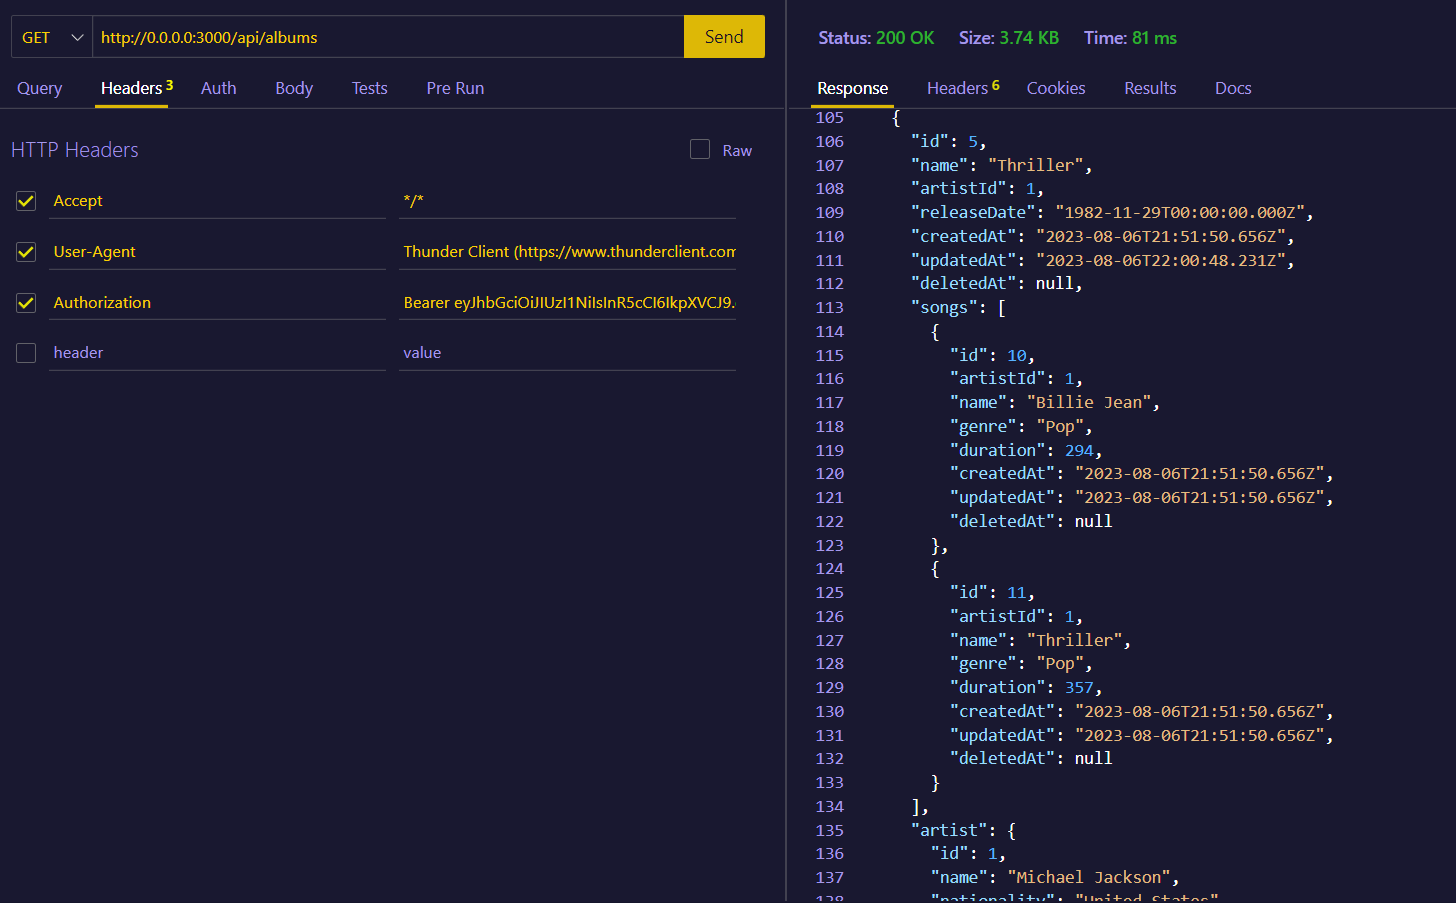 GET http://0.0.0.0:3000/api/albums Send
Query Headers 3 Auth Body Tests Pre Run
HTTP Headers Raw
Accept */*
User-Agent Thunder Client (https://www.thunderclient.com
Authorization Bearer eyJhbGciOiJIUzI1NiIsInR5cCI6IkpXVCJ9.
header value
Status: 200 OK Size: 3.74 KB Time: 81 ms
Response Headers 6 Cookies Results Docs
105 {
106 "id": 5,
107 "name": "Thriller",
108 "artistId": 1,
109 "releaseDate": "1982-11-29T00:00:00.000Z",
110 "createdAt": "2023-08-06T21:51:50.656Z",
111 "updatedAt": "2023-08-06T22:00:48.231Z",
112 "deletedAt": null,
113 "songs": [
114 {
115 "id": 10,
116 "artistId": 1,
117 "name": "Billie Jean",
118 "genre": "Pop",
119 "duration": 294,
120 "createdAt": "2023-08-06T21:51:50.656Z",
121 "updatedAt": "2023-08-06T21:51:50.656Z",
122 "deletedAt": null
123 },
124 {
125 "id": 11,
126 "artistId": 1,
127 "name": "Thriller",
128 "genre": "Pop",
129 "duration": 357,
130 "createdAt": "2023-08-06T21:51:50.656Z",
131 "updatedAt": "2023-08-06T21:51:50.656Z",
132 "deletedAt": null
133 }
134 ],
135 "artist": {
136 "id": 1,
137 "name": "Michael Jackson",
138 "nationality": "United States"